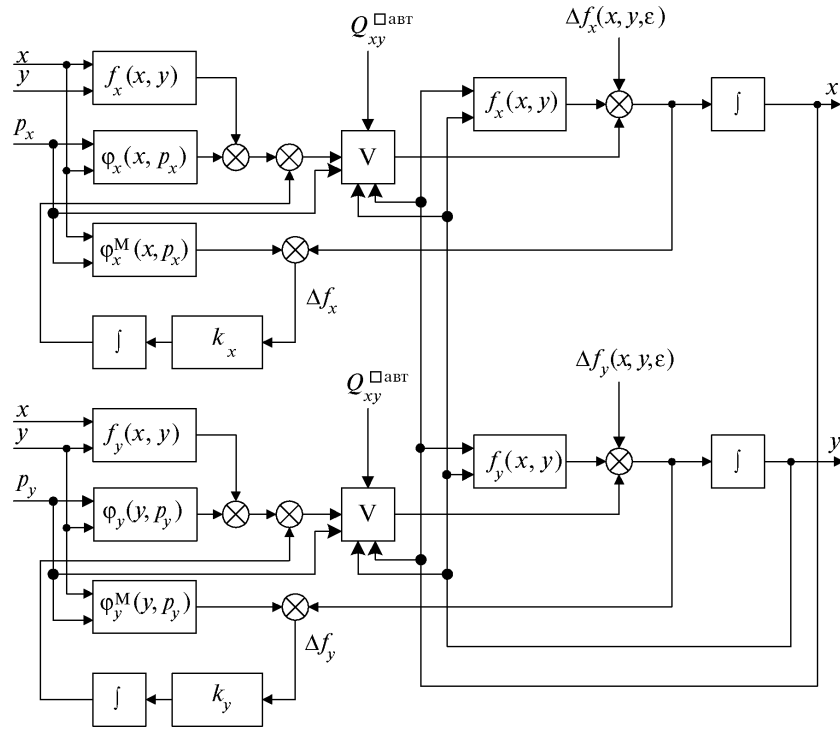 x
y
f_x(x, y)
p_x
φ_x(x, p_x)
φ_x^М(x, p_x)
Δf_x
∫
k_x
Q_xy^□авт
V
Δf_x(x, y,ε)
f_x(x, y)
∫
x
x
y
f_y(x, y)
p_y
φ_y(y, p_y)
φ_y^М(y, p_y)
Δf_y
∫
k_y
Q_xy^□авт
V
Δf_y(x, y,ε)
f_y(x, y)
∫
y